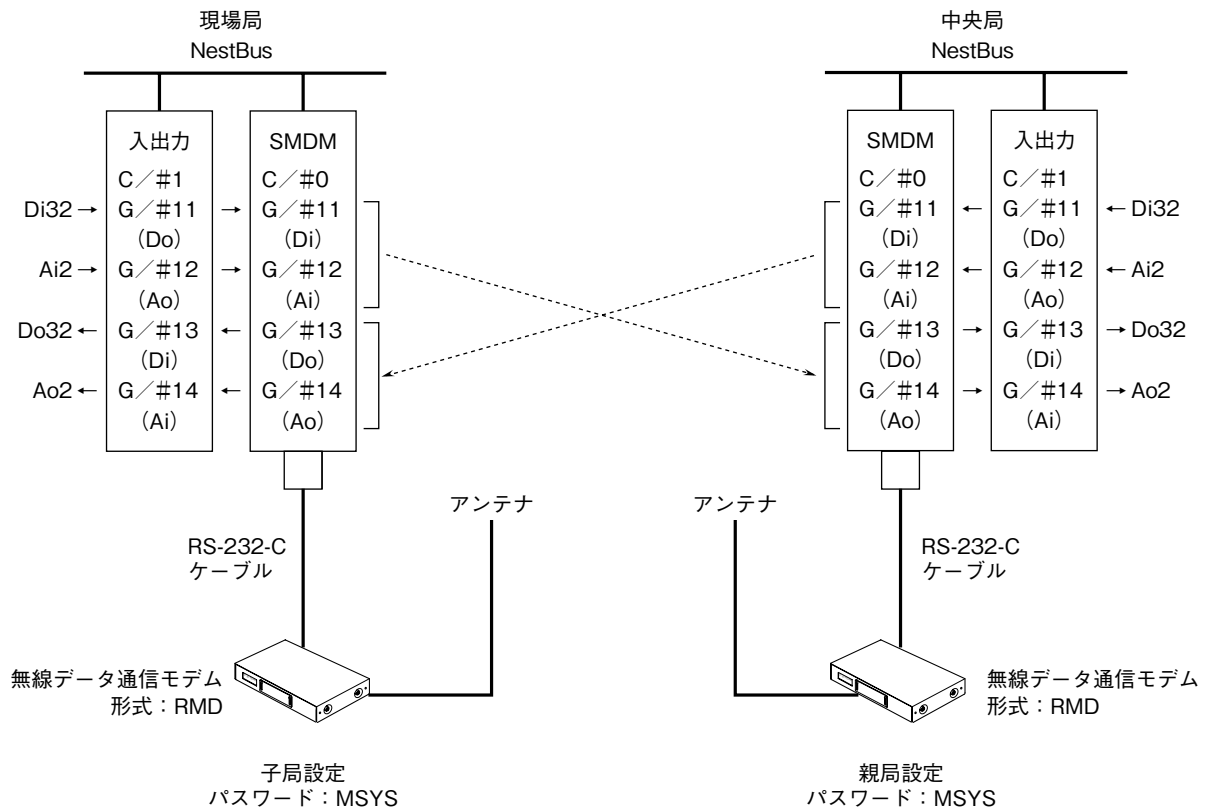 現場局
NestBus
中央局
NestBus
入出力
C/#1
G/#11
(Do)
G/#12
(Ao)
G/#13
(Di)
G/#14
(Ai)
SMDM
C/#0
G/#11
(Di)
G/#12
(Ai)
G/#13
(Do)
G/#14
(Ao)
Di32→
Ai2→
Do32←
Ao2←
→
→
←
←
SMDM
C/#0
G/#11
(Di)
G/#12
(Ai)
G/#13
(Do)
G/#14
(Ao)
入出力
C/#1
G/#11
(Do)
G/#12
(Ao)
G/#13
(Di)
G/#14
(Ai)
←
←
→
→
←Di32
←Ai2
→Do32
→Ao2
RS-232-C
ケーブル
アンテナ
アンテナ
RS-232-C
ケーブル
無線データ通信モデム
形式：RMD
無線データ通信モデム
形式：RMD
子局設定
パスワード：MSYS
親局設定
パスワード：MSYS